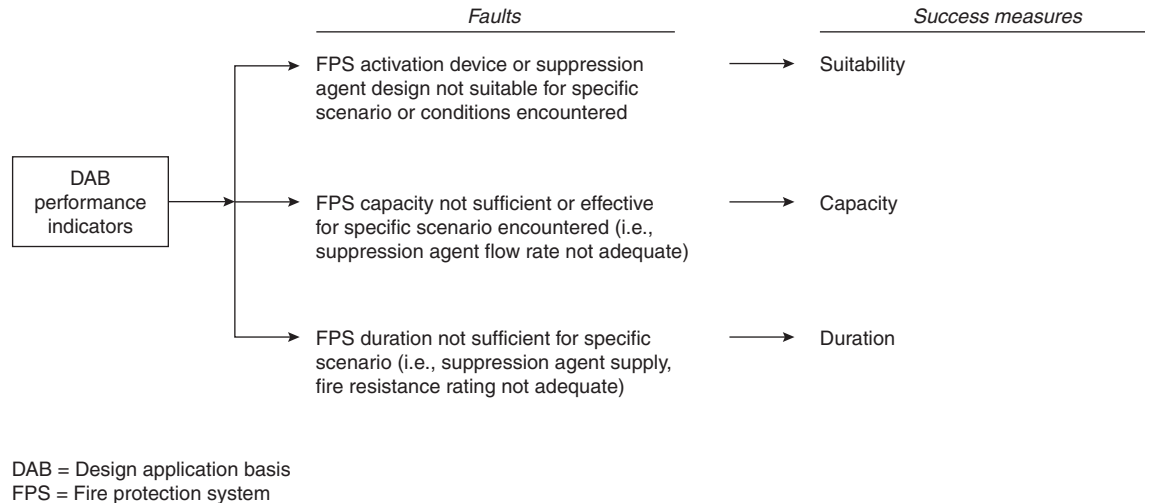 Faults
Success measures
FPS activation device or suppression
agent design not suitable for specific
scenario or conditions encountered
Suitability
DAB
performance
indicators
FPS capacity not sufficient or effective
for specific scenario encountered (i.e.,
suppression agent flow rate not adequate)
Capacity
FPS duration not sufficient for specific
scenario (i.e., suppression agent supply,
fire resistance rating not adequate)
Duration
DAB = Design application basis
FPS = Fire protection system